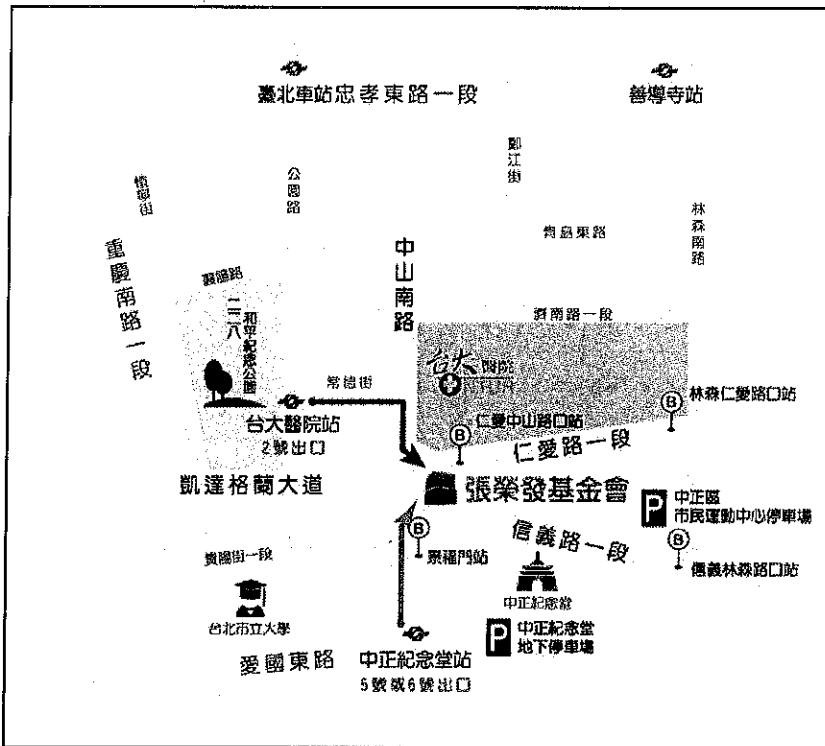 臺北車站
忠孝東路一段
善導寺站
鎮江街
公園路
懷寧街
林森南路
青島東路
中山南路
重慶南路一段
襄陽路
濟南路一段
二二八
和平紀念公園
台大醫院
常德街
林森仁愛路口站
台大醫院站
2號出口
仁愛中山路口站
仁愛路一段
凱達格蘭大道
張榮發基金會
P
中正區
市民運動中心停車場
B
B
B
B
信義路一段
景福門站
信義林森路口站
貴陽街一段
中正紀念堂
台北市立大學
P
中正紀念堂
地下停車場
愛國東路
中正紀念堂站
5號或6號出口